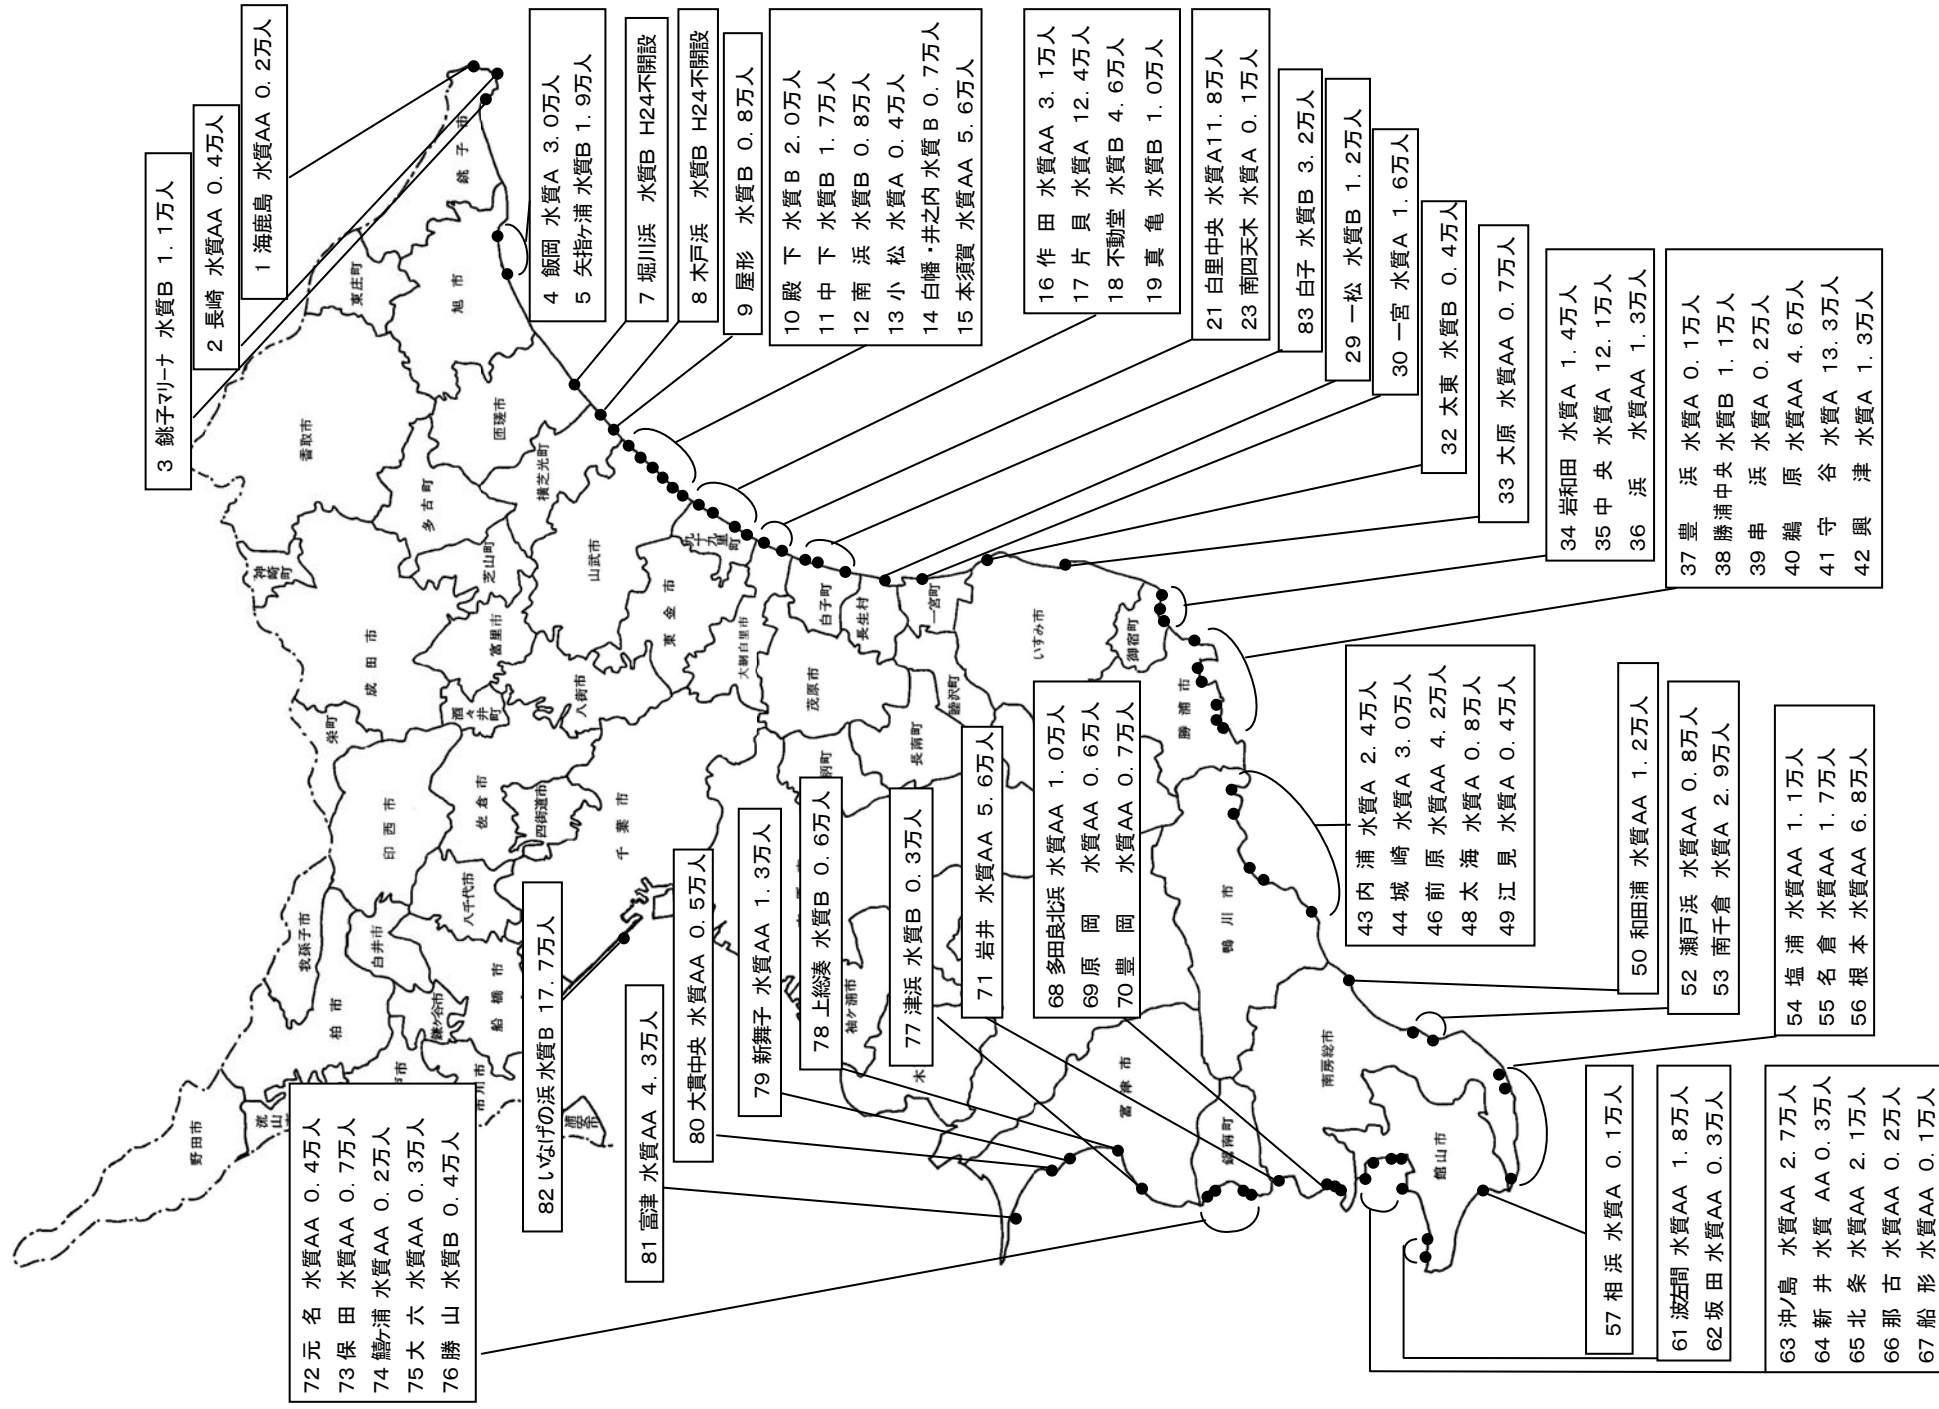 3 銚子マリーナ 水質B 1.1万人
2 長崎 水質AA 0.4万人
1 海鹿島 水質AA 0.2万人
4 飯岡 水質A 3.0万人
5 矢指ヶ浦 水質B 1.9万人
7 堀川浜 水質B H24不開設
8 木戸浜 水質B H24不開設
9 屋形 水質B 0.8万人
10 殿 下 水質B 2.0万人
11 中 下 水質B 1.7万人
12 南 浜 水質B 0.8万人
13 小 松 水質A 0.4万人
14 白幡・井之内 水質B 0.7万人
15 本須賀 水質AA 5.6万人
16 作 田 水質AA 3.1万人
17 片 貝 水質A 12.4万人
18 不動堂 水質B 4.6万人
19 真 亀 水質B 1.0万人
21 白里中央 水質A11.8万人
23 南四天木 水質A 0.1万人
83 白子 水質B 3.2万人
29 一松 水質B 1.2万人
30 一宮 水質A 1.6万人
32 太東 水質B 0.4万人
33 大原 水質AA 0.7万人
34 岩和田 水質A 1.4万人
35 中 央 水質A 12.1万人
36 浜 水質AA 1.3万人
37 豊 浜 水質A 0.1万人
38 勝浦中央 水質B 1.1万人
39 串 浜 水質A 0.2万人
40 鵜 原 水質AA 4.6万人
41 守 谷 水質A 13.3万人
42 興 津 水質A 1.3万人
43 内 浦 水質A 2.4万人
44 城 崎 水質A 3.0万人
46 前 原 水質AA 4.2万人
48 太 海 水質A 0.8万人
49 江 見 水質A 0.4万人
50 和田浦 水質AA 1.2万人
52 瀬戸浜 水質AA 0.8万人
53 南千倉 水質A 2.9万人
54 塩 浦 水質AA 1.1万人
55 名 倉 水質AA 1.7万人
56 根 本 水質AA 6.8万人
57 相 浜 水質A 0.1万人
61 波左間 水質AA 1.8万人
62 坂 田 水質AA 0.3万人
63 沖ノ島 水質AA 2.7万人
64 新 井 水質 AA 0.3万人
65 北 条 水質AA 2.1万人
66 那 古 水質AA 0.2万人
67 船 形 水質AA 0.1万人
68 多田良北浜 水質AA 1.0万人
69 原 岡 水質AA 0.6万人
70 豊 岡 水質AA 0.7万人
71 岩井 水質AA 5.6万人
72 元 名 水質AA 0.4万人
73 保 田 水質AA 0.7万人
74 鱚ヶ浦 水質AA 0.2万人
75 大 六 水質AA 0.3万人
76 勝 山 水質B 0.4万人
77 津浜 水質B 0.3万人
78 上総湊 水質B 0.6万人
79 新舞子 水質AA 1.3万人
80 大貫中央 水質AA 0.5万人
81 富津 水質AA 4.3万人
82 いなげの浜 水質B 17.7万人
銚子市
東庄町
旭市
香取市
匝瑳市
多古町
横芝光町
神崎町
芝山町
山武市
九十九里町
成田市
富里市
東金市
大網白里市
白子町
長生村
一宮町
いすみ市
御宿町
栄町
酒々井町
八街市
茂原市
睦沢町
長南町
柄町
勝浦市
印西市
佐倉市
四街道市
千葉市
八千代市
我孫子市
白井市
柏市
鎌ケ谷市
船橋市
袖ケ浦市
木
鴨川市
野田市
流山
戸市
市川市
浦安市
富津市
鋸南町
南房総市
館山市